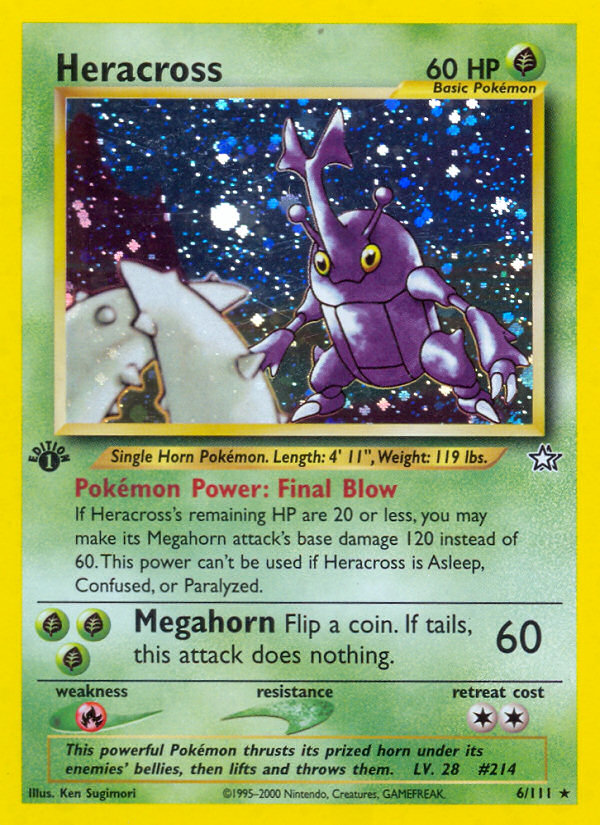 Heracross
60 HP
Basic Pokémon
EDITION
1
Single Horn Pokémon. Length: 4' 11", Weight: 119 lbs.
Pokémon Power: Final Blow
If Heracross's remaining HP are 20 or less, you may
make its Megahorn attack's base damage 120 instead of
60. This power can't be used if Heracross is Asleep,
Confused, or Paralyzed.
Megahorn Flip a coin. If tails, 60
this attack does nothing.
weakness resistance retreat cost
This powerful Pokémon thrusts its prized horn under its
enemies' bellies, then lifts and throws them. LV. 28 #214
Illus. Ken Sugimori ©1995-2000 Nintendo, Creatures, GAMEFREAK. 6/111 ★